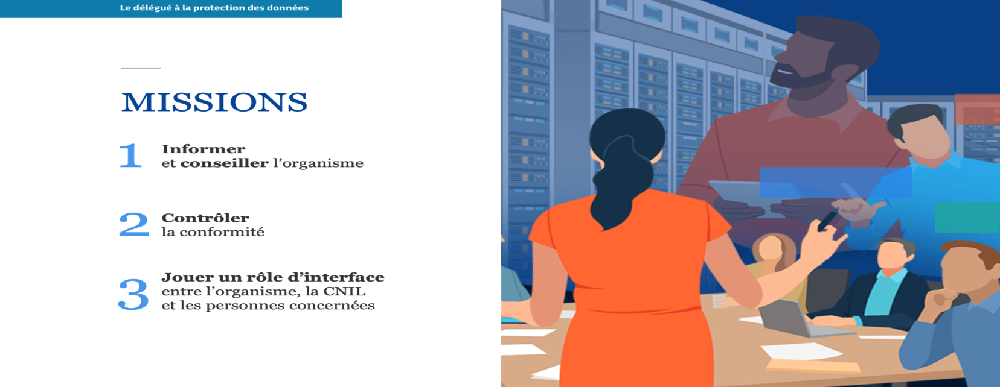 Le délégué à la protection des données
MISSIONS
1 Informer
et conseiller l’organisme
2 Contrôler
la conformité
3 Jouer un rôle d’interface
entre l’organisme, la CNIL
et les personnes concernées